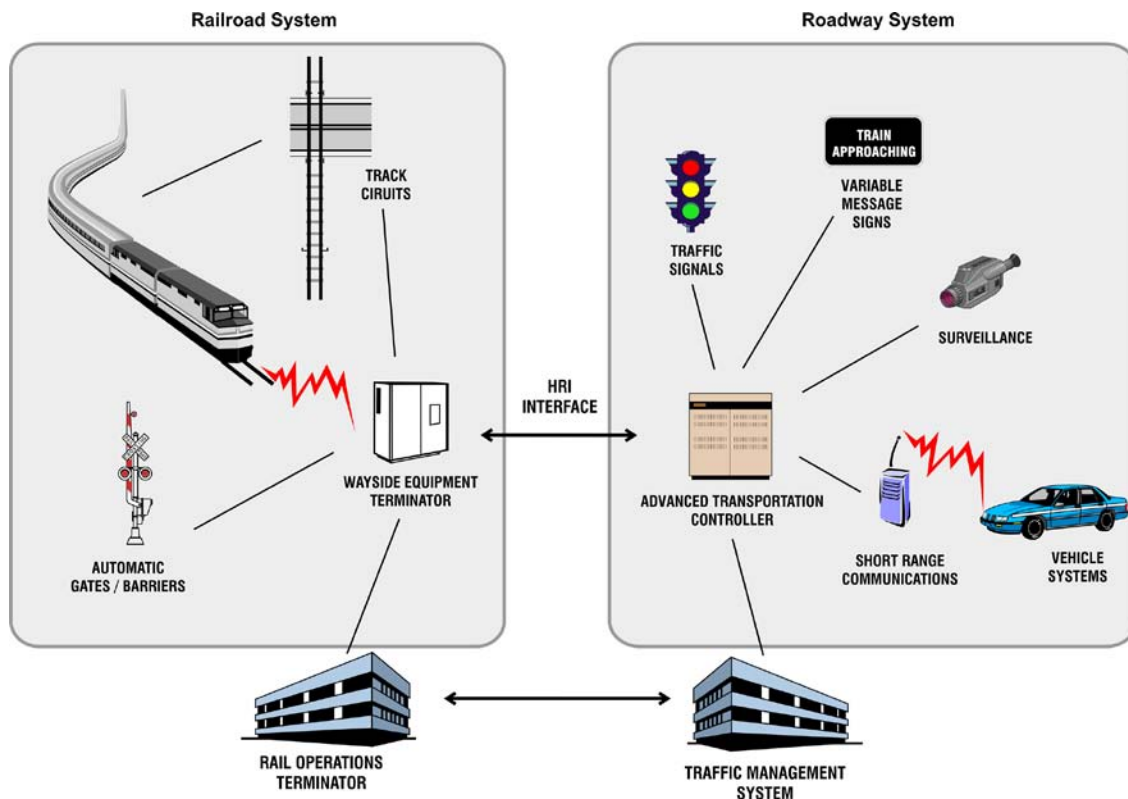 Railroad System
TRACK
CIRUITS
WAYSIDE EQUIPMENT
TERMINATOR
AUTOMATIC
GATES / BARRIERS
RAIL OPERATIONS
TERMINATOR
HRI
INTERFACE
Roadway System
TRAIN
APPROACHING
VARIABLE
MESSAGE
SIGNS
TRAFFIC
SIGNALS
SURVEILLANCE
ADVANCED TRANSPORTATION
CONTROLLER
SHORT RANGE
COMMUNICATIONS
VEHICLE
SYSTEMS
TRAFFIC MANAGEMENT
SYSTEM